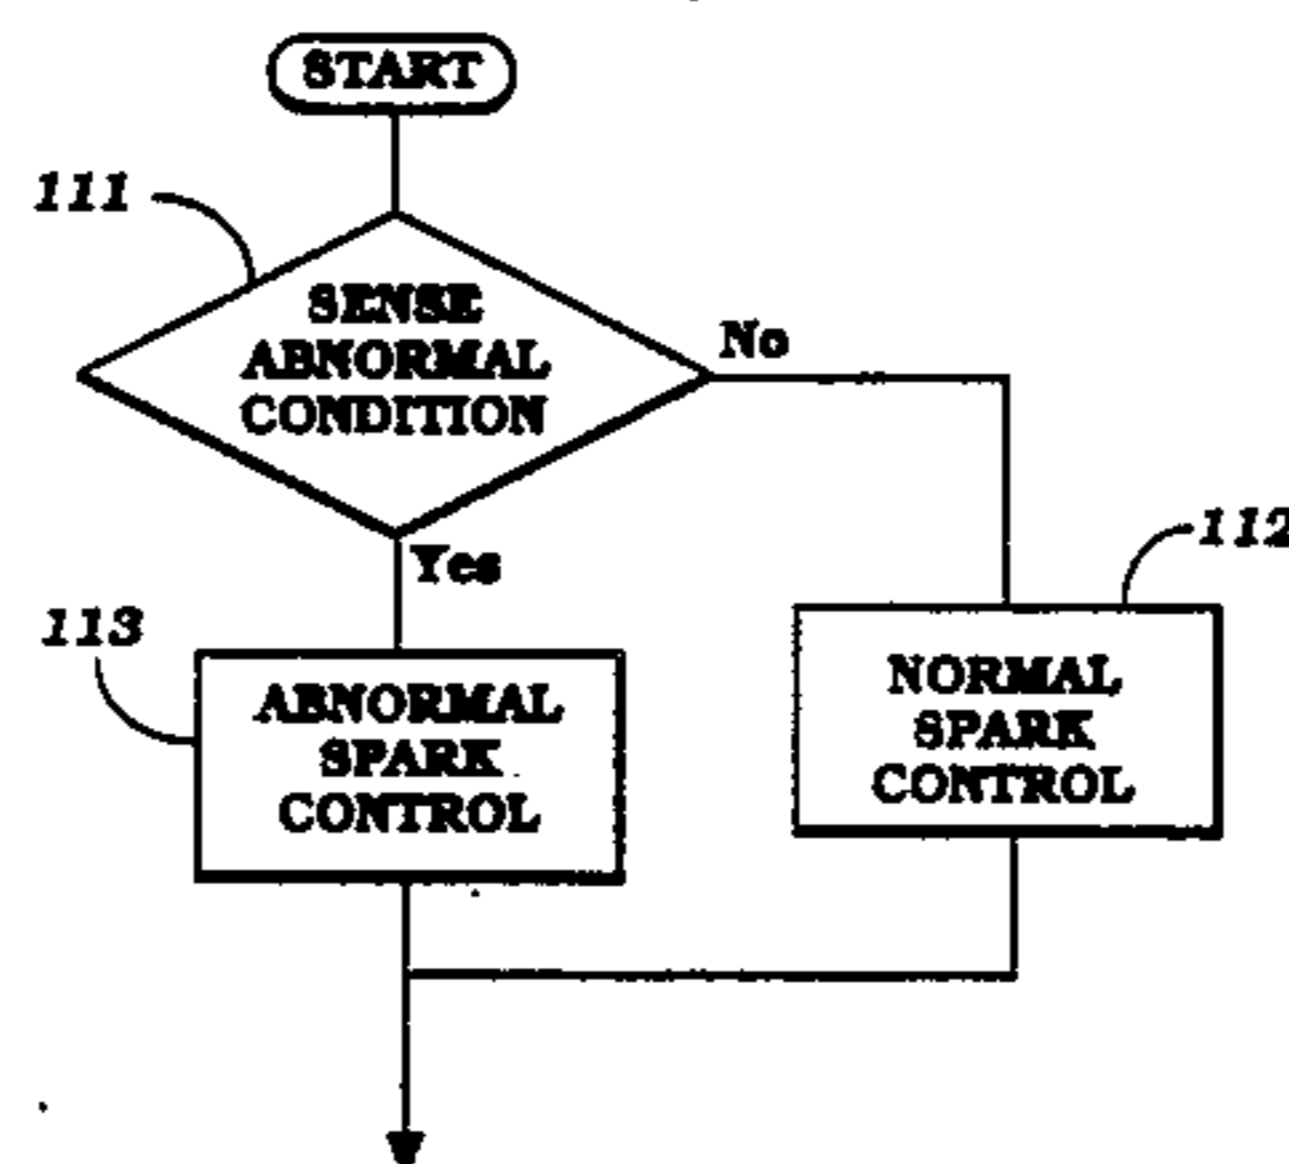 START
111
SENSE
ABNORMAL
CONDITION
No
Yes
112
113
NORMAL
SPARK
CONTROL
ABNORMAL
SPARK
CONTROL